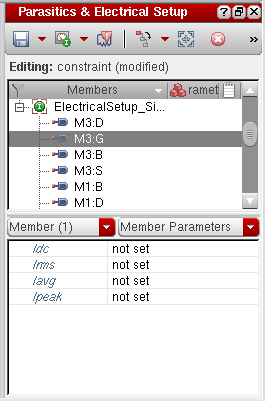 Parasitics & Electrical Setup
Editing: constraint (modified)
Members ramet
ElectricalSetup_Si...
M3:D
M3:G
M3:B
M3:S
M1:B
M1:D
Member (1) Member Parameters
Idc not set
Irms not set
Iavg not set
Ipeak not set